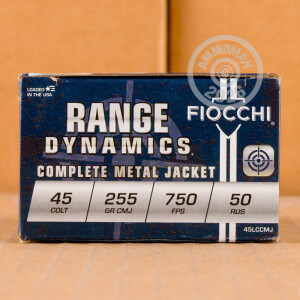 LOADED
IN THE USA
AMMOMAN
FIOCCHI
RANGE
DYNAMICS
COMPLETE METAL JACKET
45
COLT
255
GR CMJ
750
FPS
50
RDS
45LCCMJ